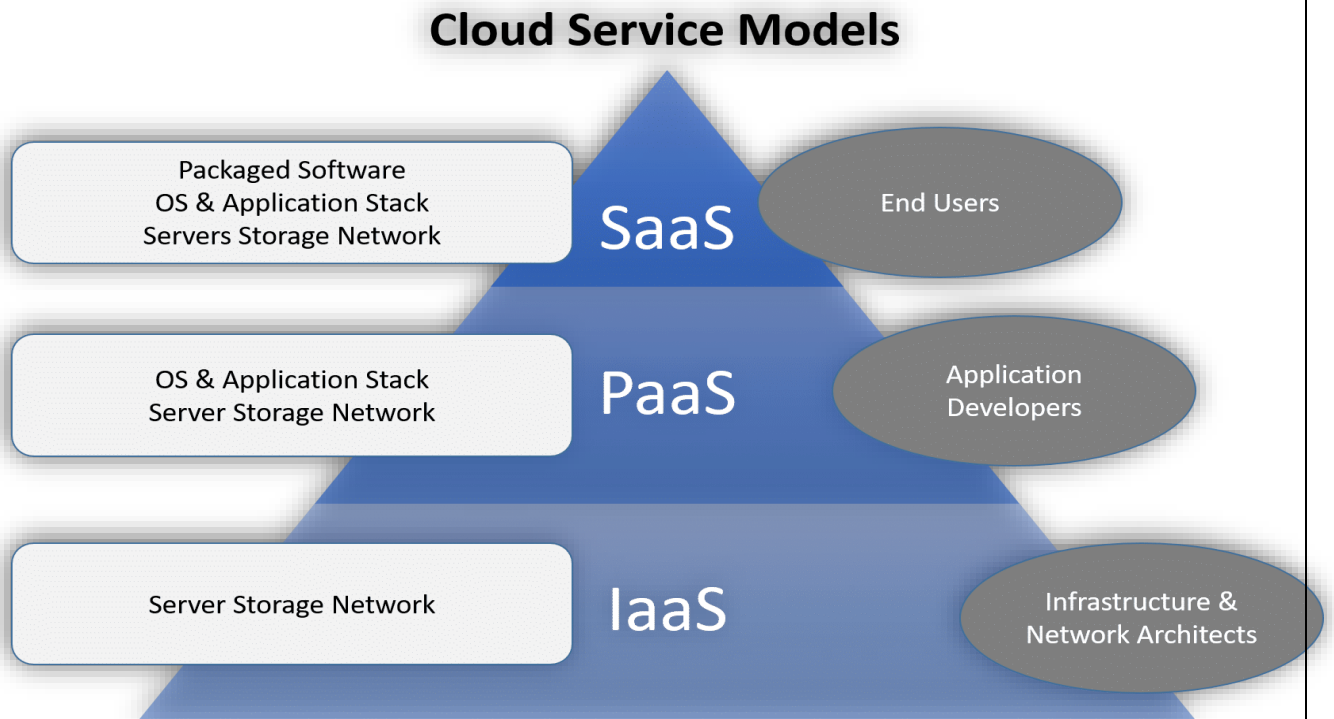 Cloud Service Models
Packaged Software
OS & Application Stack
Servers Storage Network
SaaS
End Users
OS & Application Stack
Server Storage Network
PaaS
Application
Developers
Server Storage Network
IaaS
Infrastructure &
Network Architects